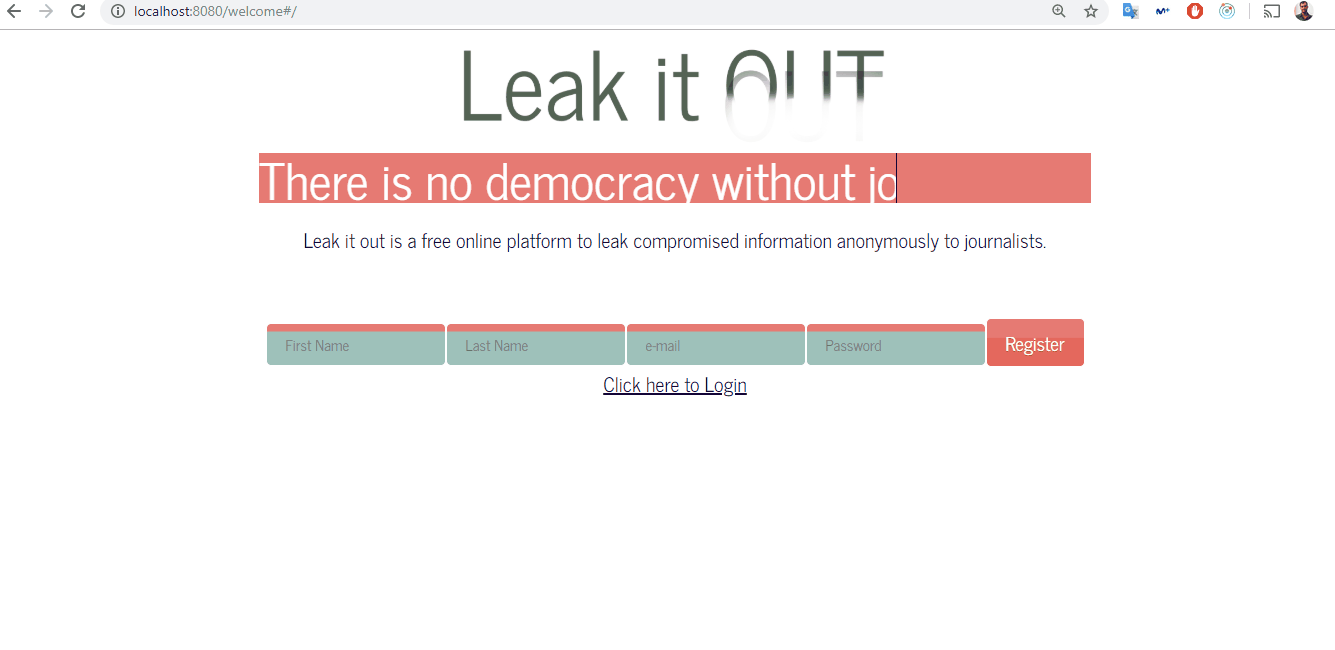 localhost:8080/welcome#/
Leak it OUT
There is no democracy without jo
Leak it out is a free online platform to leak compromised information anonymously to journalists.
First Name Last Name e-mail Password Register
Click here to Login